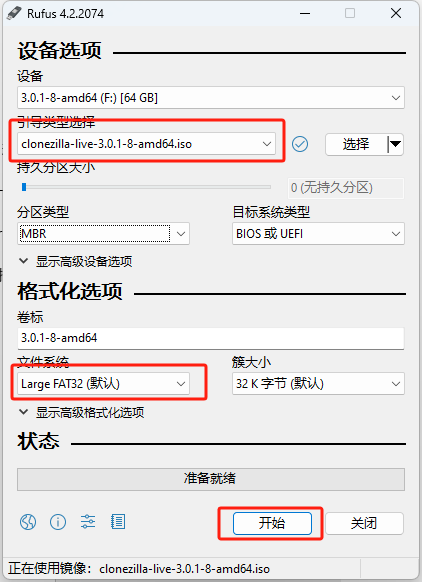 Rufus 4.2.2074
设备选项
设备
3.0.1-8-amd64 (F:) [64 GB]
引导类型选择
clonezilla-live-3.0.1-8-amd64.iso
选择
持久分区大小
0 (无持久分区)
分区类型
目标系统类型
MBR
BIOS 或 UEFI
显示高级设备选项
格式化选项
卷标
3.0.1-8-amd64
文件系统
簇大小
Large FAT32 (默认)
32 K 字节 (默认)
显示高级格式化选项
状态
准备就绪
开始
关闭
正在使用镜像：clonezilla-live-3.0.1-8-amd64.iso